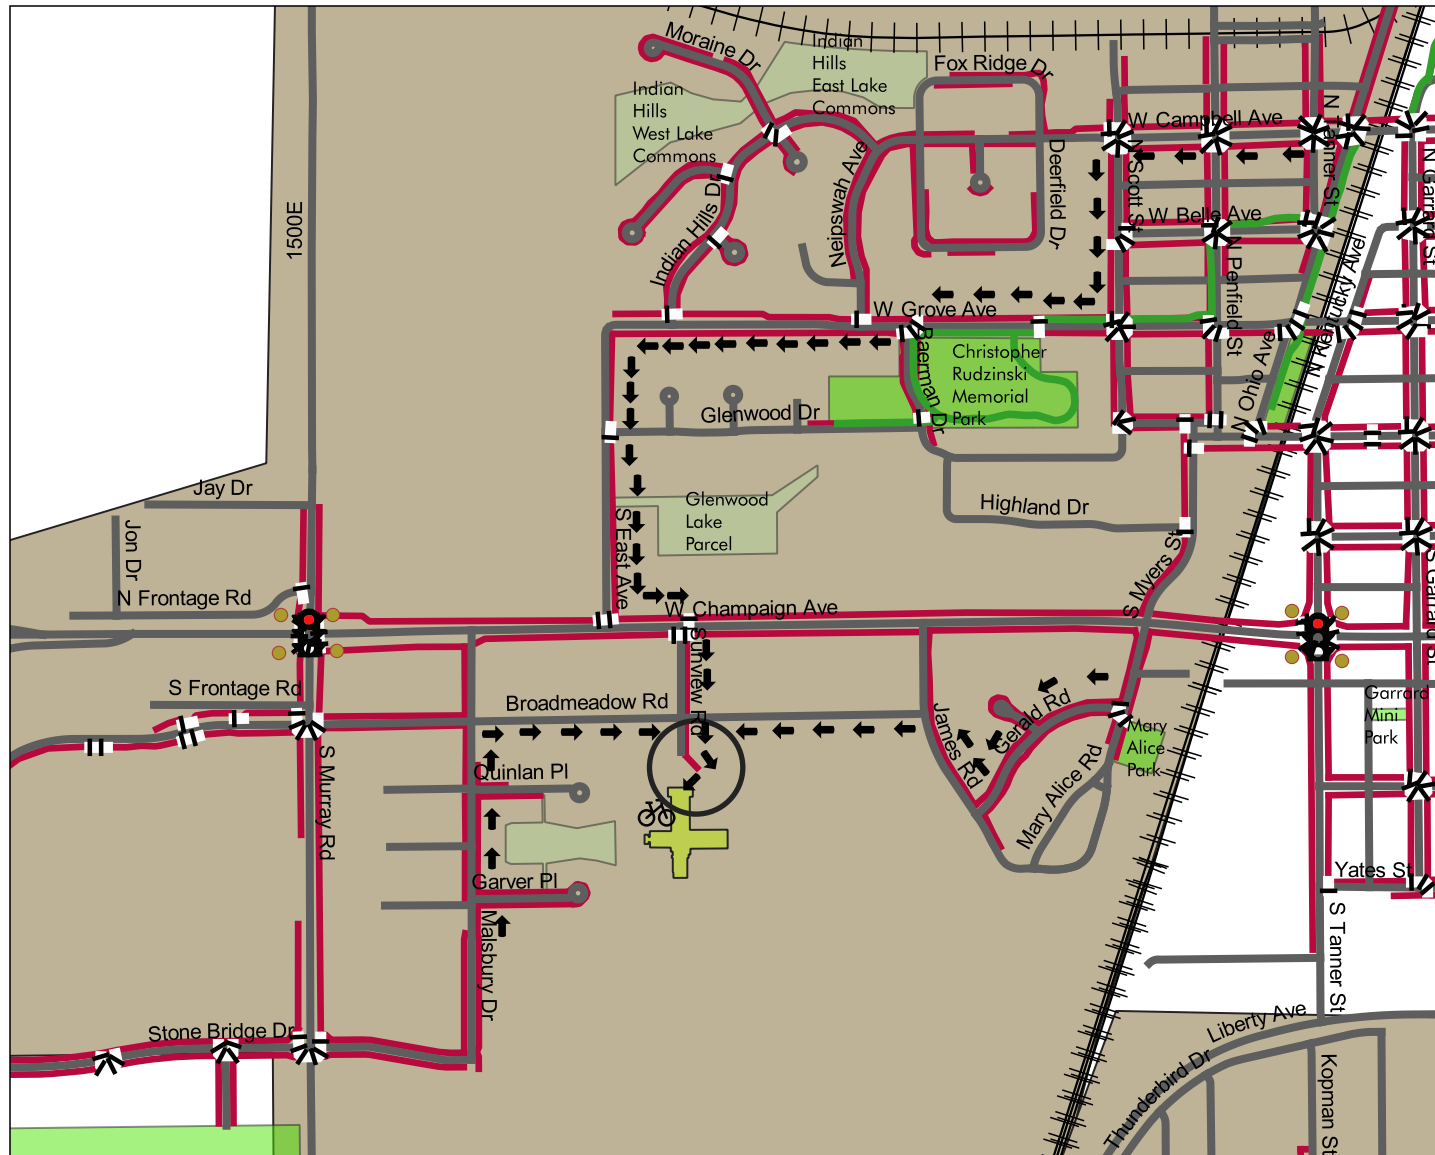 Moraine Dr
Indian
Hills
East Lake
Commons
Fox Ridge Dr
Indian
Hills
West Lake
Commons
W Campbell Ave
N Tanner St
N Scott St
Deerfield Dr
Neipswah Ave
N Garrard St
1500E
Indian Hills Dr
W Belle Ave
N Penfield St
N Kentucky Ave
W Grove Ave
Baerman Dr
Christopher
Rudzinski
Memorial
Park
N Ohio Ave
Glenwood Dr
Jay Dr
Jon Dr
Glenwood
Lake
Parcel
Highland Dr
S East Ave
S Myers St
S Garrard St
N Frontage Rd
W Champaign Ave
Sunview Rd
S Frontage Rd
Broadmeadow Rd
James Rd
Gerald Rd
Mary
Alice
Park
Garrard
Mini
Park
S Murray Rd
Quinlan Pl
Mary Alice Rd
Garver Pl
Yates St
Malsbury Dr
S Tanner St
Stone Bridge Dr
Liberty Ave
Thunderbird Dr
Kopman St